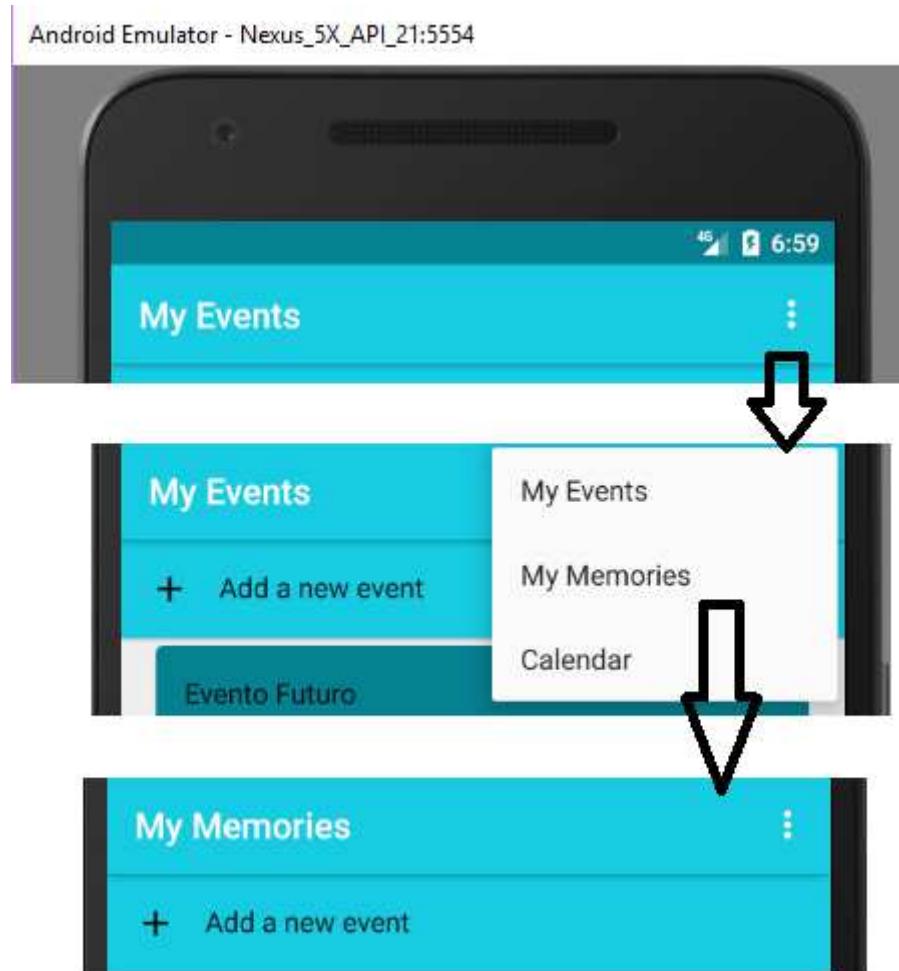 Android Emulator - Nexus_5X_API_21:5554
4G 6:59
My Events
My Events
My Events
+ Add a new event
My Memories
Calendar
Evento Futuro
My Memories
+ Add a new event